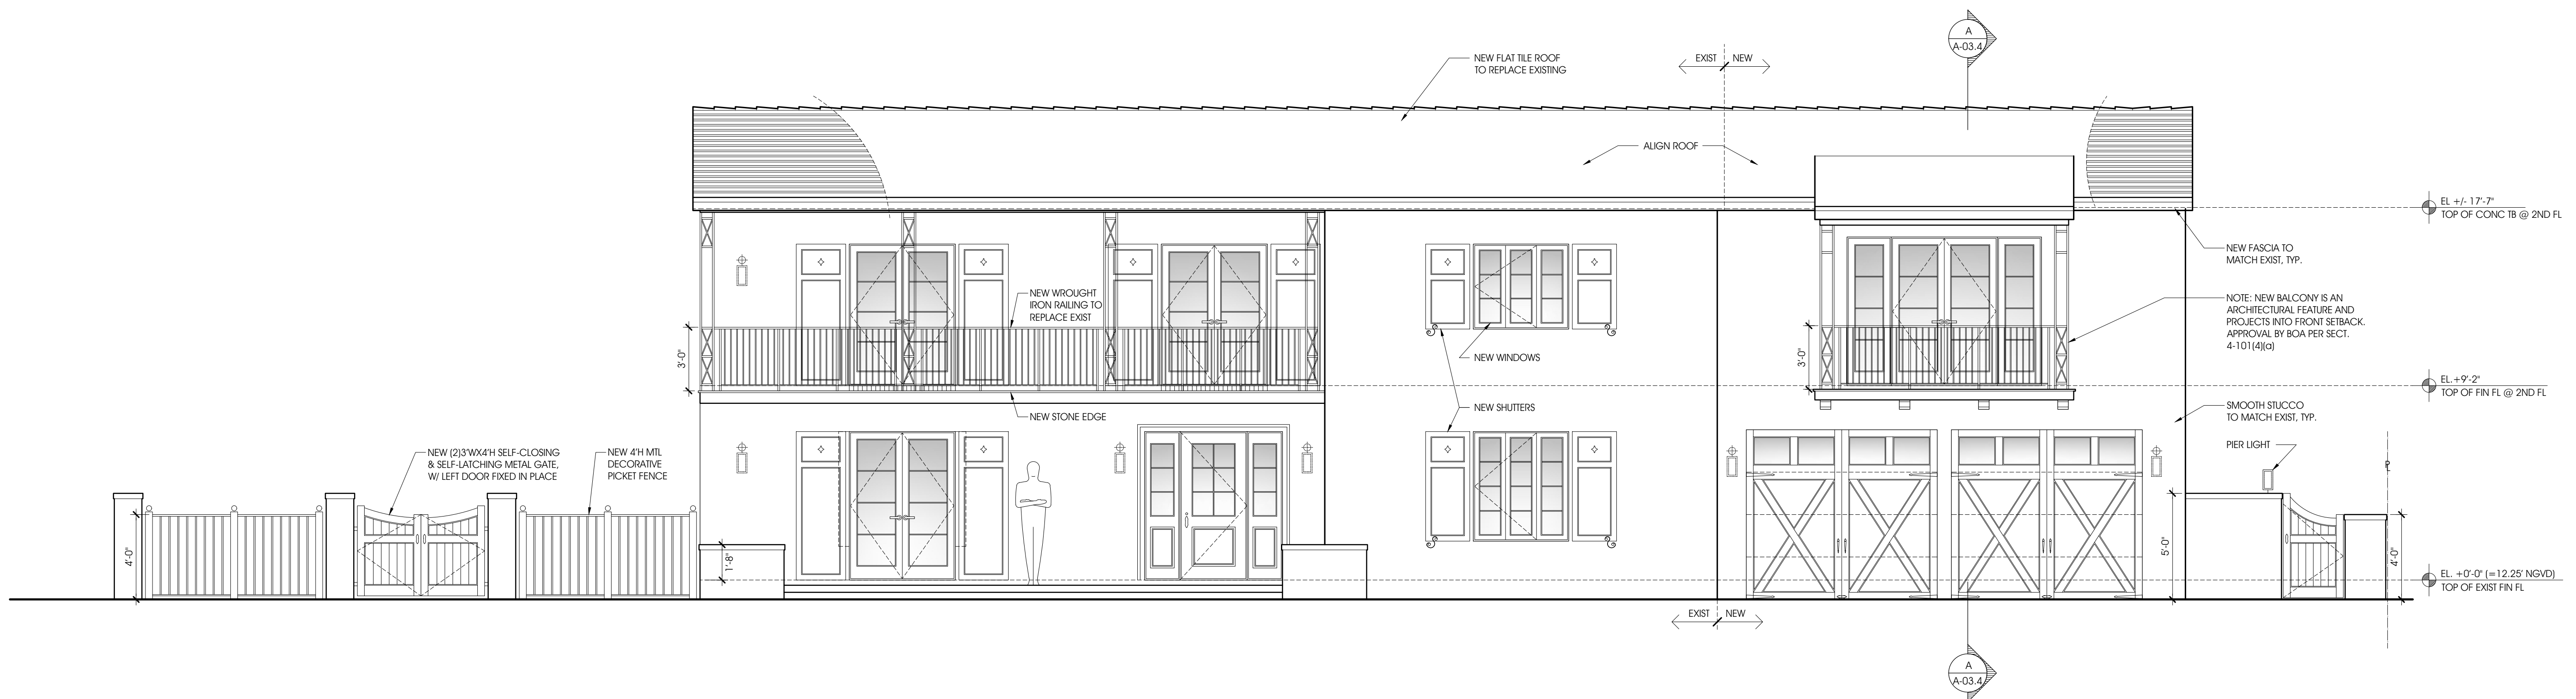 A
A-03.4
NEW FLAT TILE ROOF
TO REPLACE EXISTING
EXIST
NEW
ALIGN ROOF
EL +/- 17'-7"
TOP OF CONC TB @ 2ND FL
NEW FASCIA TO
MATCH EXIST, TYP.
NEW WROUGHT
IRON RAILING TO
REPLACE EXIST
NOTE: NEW BALCONY IS AN
ARCHITECTURAL FEATURE AND
PROJECTS INTO FRONT SETBACK.
APPROVAL BY BOA PER SECT.
4-101(4)(a)
3'-0"
NEW WINDOWS
3'-0"
EL.+9'-2"
TOP OF FIN FL @ 2ND FL
NEW STONE EDGE
NEW SHUTTERS
SMOOTH STUCCO
TO MATCH EXIST, TYP.
PIER LIGHT
NEW (2)3'WX4'H SELF-CLOSING
& SELF-LATCHING METAL GATE,
W/ LEFT DOOR FIXED IN PLACE
NEW 4'H MTL
DECORATIVE
PICKET FENCE
PL
4'-0"
1'-8"
5'-0"
4'-0"
EL. +0'-0" (=12.25' NGVD)
TOP OF EXIST FIN FL
EXIST
NEW
A
A-03.4